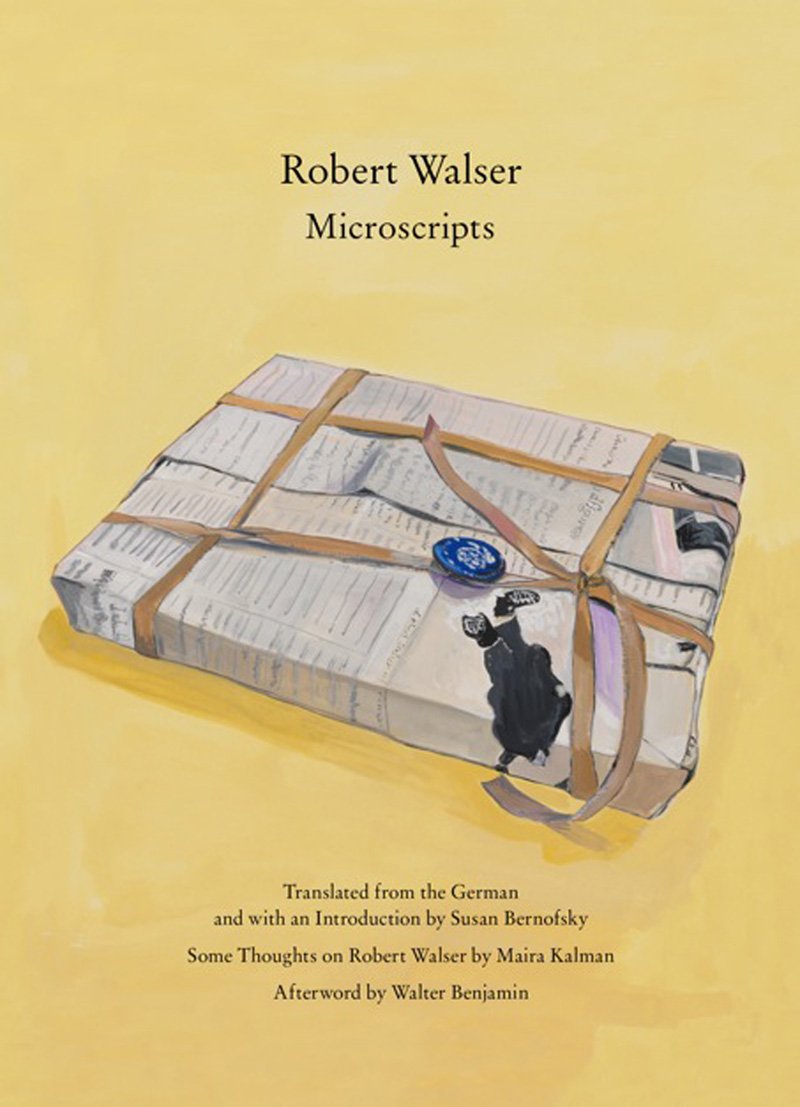 Robert Walser
Microscripts
Translated from the German
and with an Introduction by Susan Bernofsky
Some Thoughts on Robert Walser by Maira Kalman
Afterword by Walter Benjamin